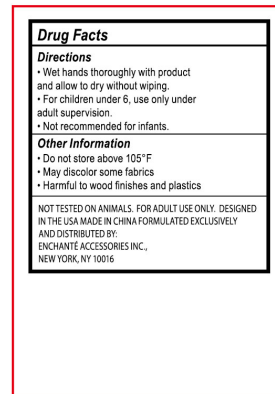 Drug Facts
Directions
• Wet hands thoroughly with product
and allow to dry without wiping.
• For children under 6, use only under
adult supervision.
• Not recommended for infants.
Other Information
• Do not store above 105°F
• May discolor some fabrics
• Harmful to wood finishes and plastics
NOT TESTED ON ANIMALS. FOR ADULT USE ONLY. DESIGNED
IN THE USA MADE IN CHINA FORMULATED EXCLUSIVELY
AND DISTRIBUTED BY:
ENCHANTÉ ACCESSORIES INC.,
NEW YORK, NY 10016